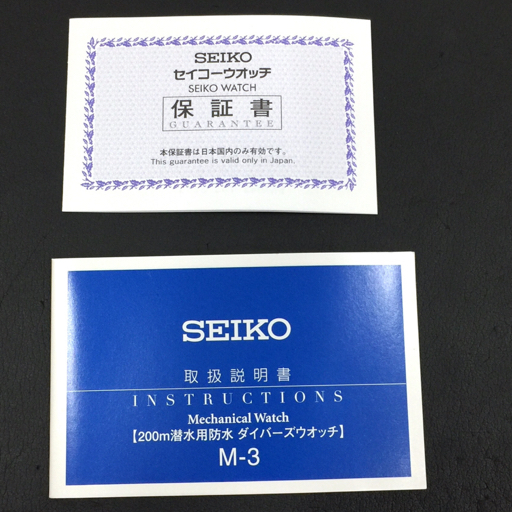 SEIKO
セイコーウオッチ
SEIKO WATCH
保証書
GUARANTEE
本保証書は日本国内のみ有効です。
This guarantee is valid only in Japan.
SEIKO
取扱説明書
INSTRUCTIONS
Mechanical Watch
【200m潜水用防水 ダイバーズウオッチ】
M-3